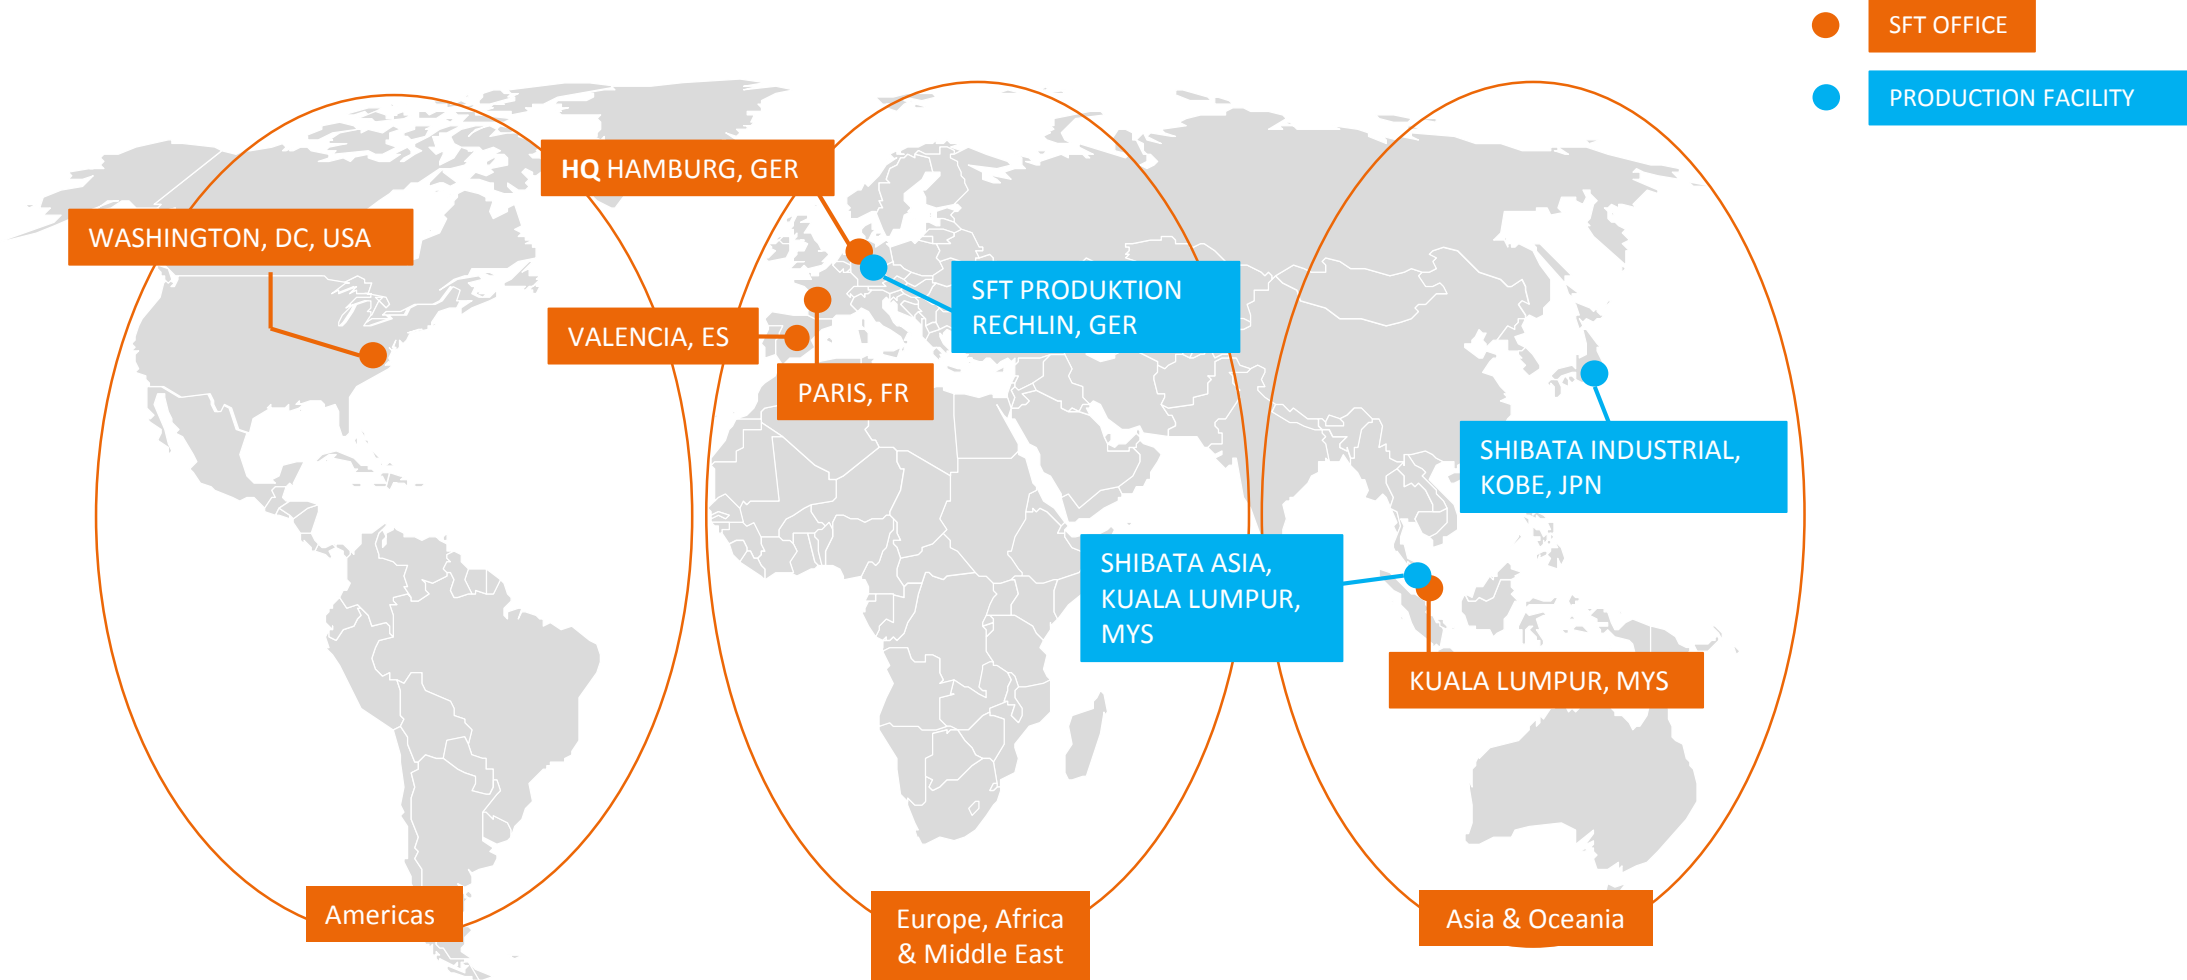 SFT OFFICE
PRODUCTION FACILITY
HQ HAMBURG, GER
WASHINGTON, DC, USA
SFT PRODUKTION
RECHLIN, GER
VALENCIA, ES
PARIS, FR
SHIBATA INDUSTRIAL,
KOBE, JPN
SHIBATA ASIA,
KUALA LUMPUR,
MYS
KUALA LUMPUR, MYS
Americas
Europe, Africa
& Middle East
Asia & Oceania